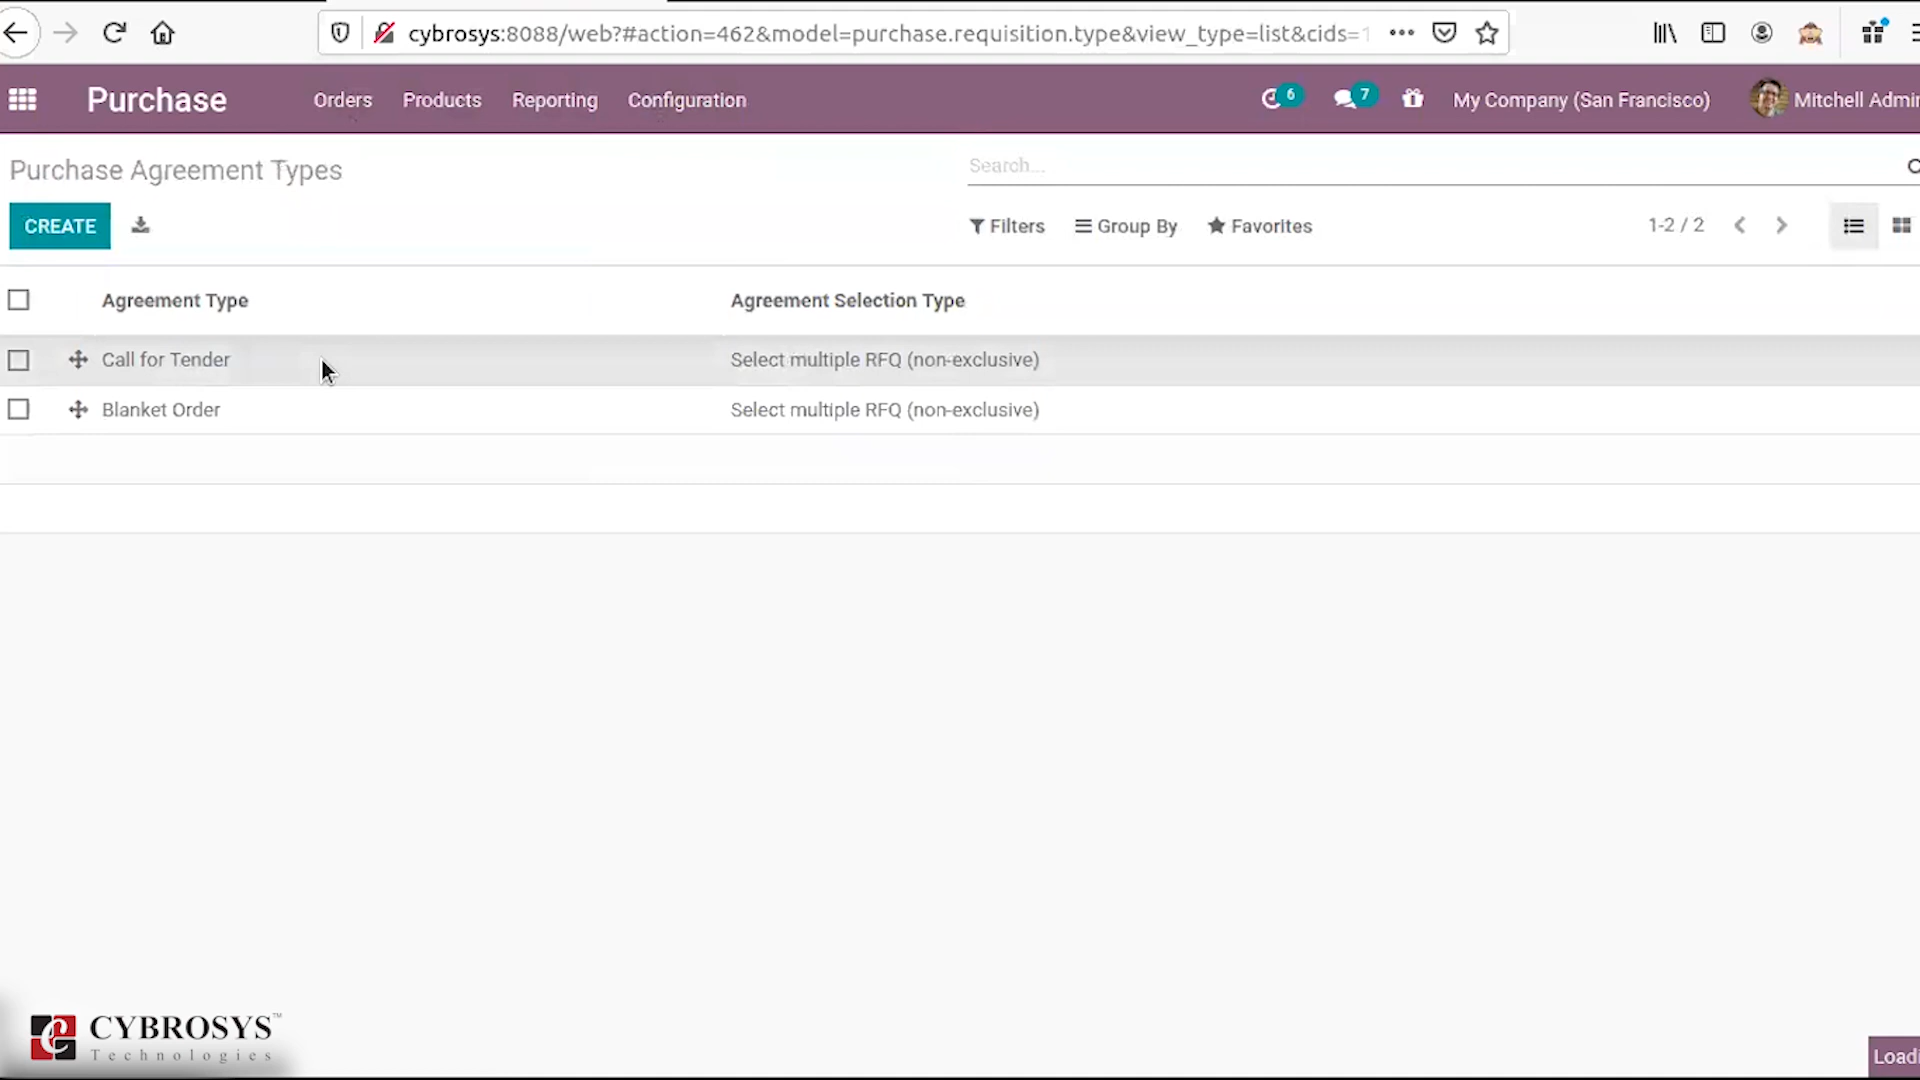 cybrosys:8088/web?#action=462&model=purchase.requisition.type&view_type=list&cids=1
Purchase Orders Products Reporting Configuration 6 7 My Company (San Francisco) Mitchell Admin
Purchase Agreement Types Search...
CREATE Filters Group By Favorites 1-2 / 2
Agreement Type Agreement Selection Type
Call for Tender Select multiple RFQ (non-exclusive)
Blanket Order Select multiple RFQ (non-exclusive)
CYBROSYS™
Technologies
Loadi